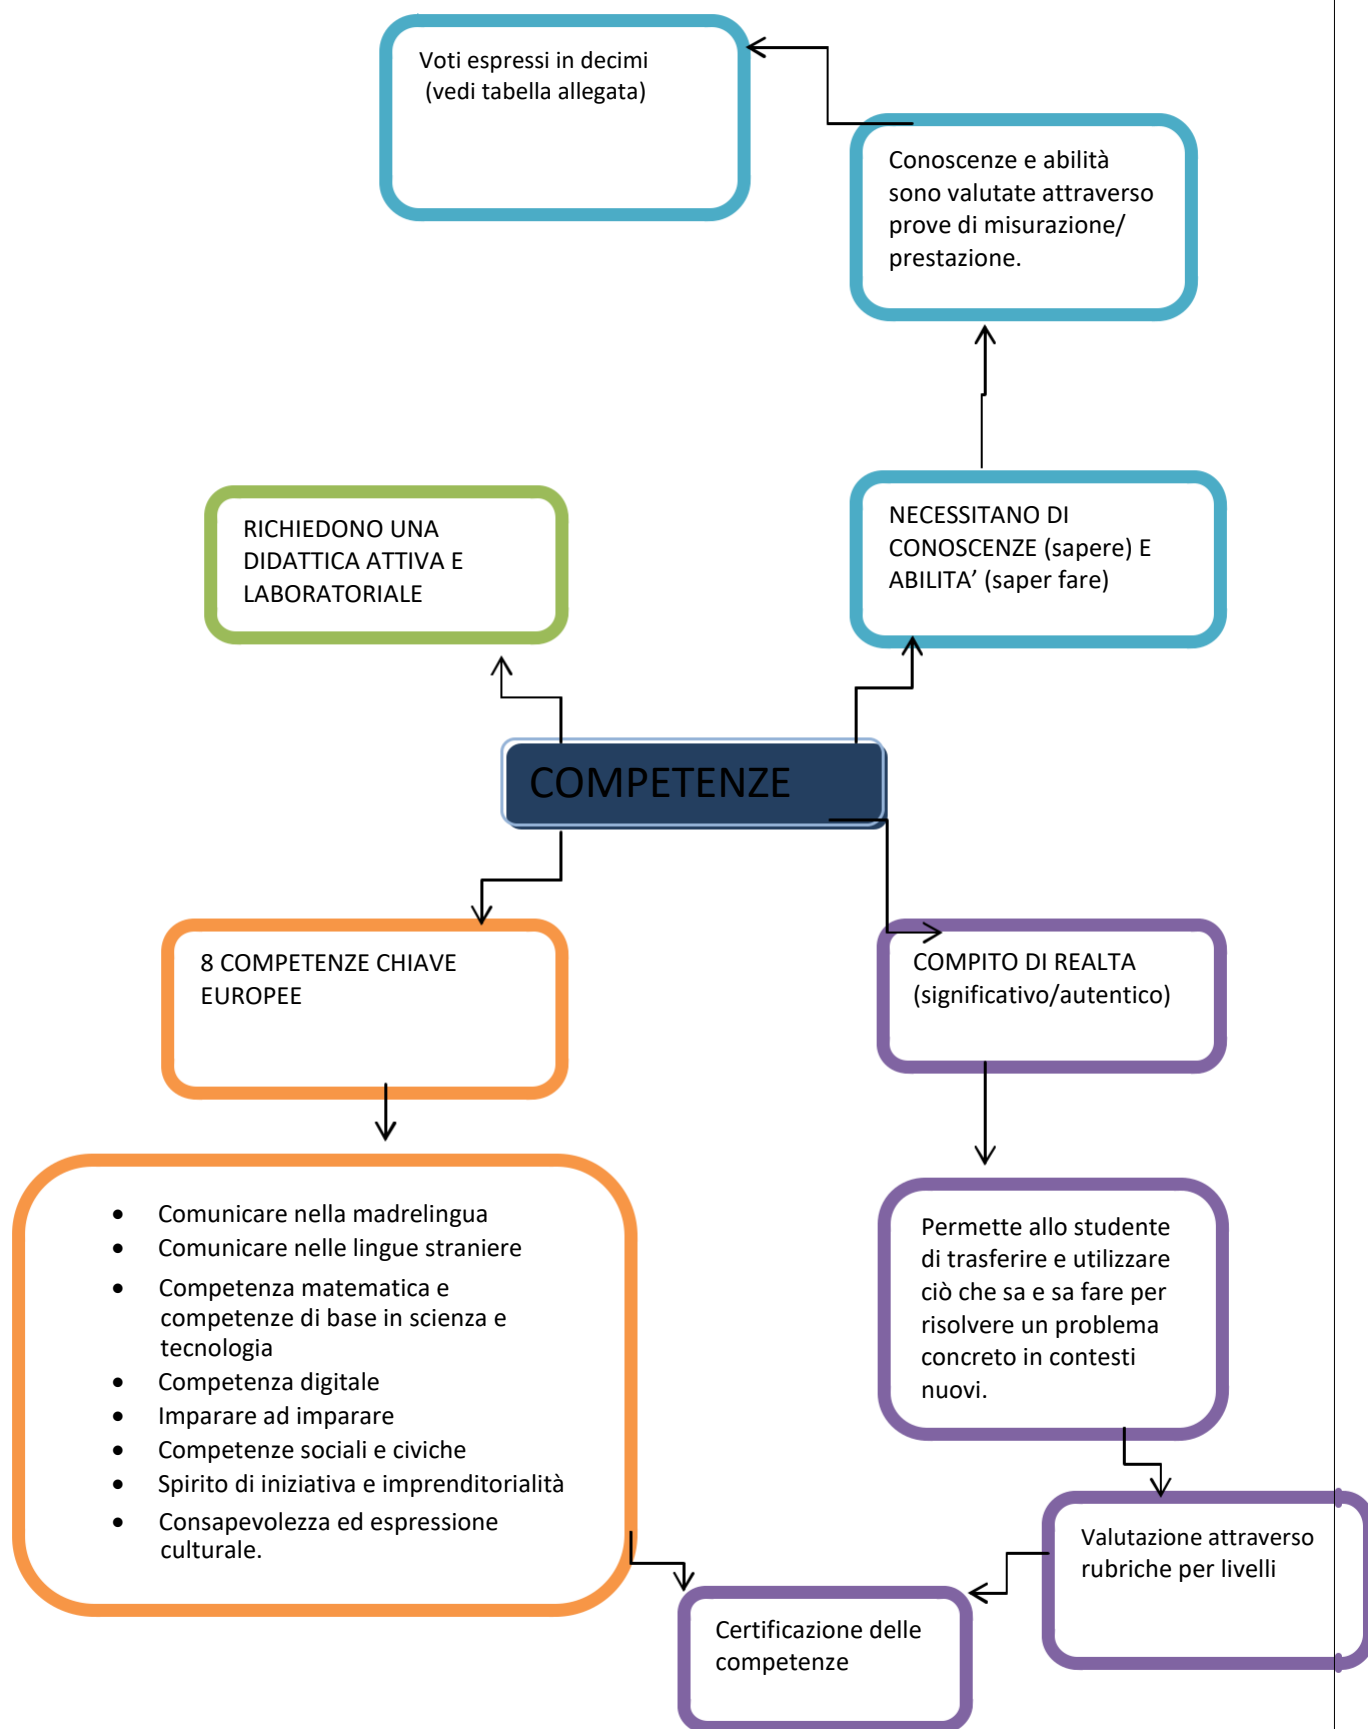 Voti espressi in decimi
(vedi tabella allegata)
Conoscenze e abilità
sono valutate attraverso
prove di misurazione/
prestazione.
RICHIEDONO UNA
DIDATTICA ATTIVA E
LABORATORIALE
NECESSITANO DI
CONOSCENZE (sapere) E
ABILITA’ (saper fare)
COMPETENZE
8 COMPETENZE CHIAVE
EUROPEE
COMPITO DI REALTA
(significativo/autentico)
• Comunicare nella madrelingua
• Comunicare nelle lingue straniere
• Competenza matematica e
competenze di base in scienza e
tecnologia
• Competenza digitale
• Imparare ad imparare
• Competenze sociali e civiche
• Spirito di iniziativa e imprenditorialità
• Consapevolezza ed espressione
culturale.
Permette allo studente
di trasferire e utilizzare
ciò che sa e sa fare per
risolvere un problema
concreto in contesti
nuovi.
Valutazione attraverso
rubriche per livelli
Certificazione delle
competenze